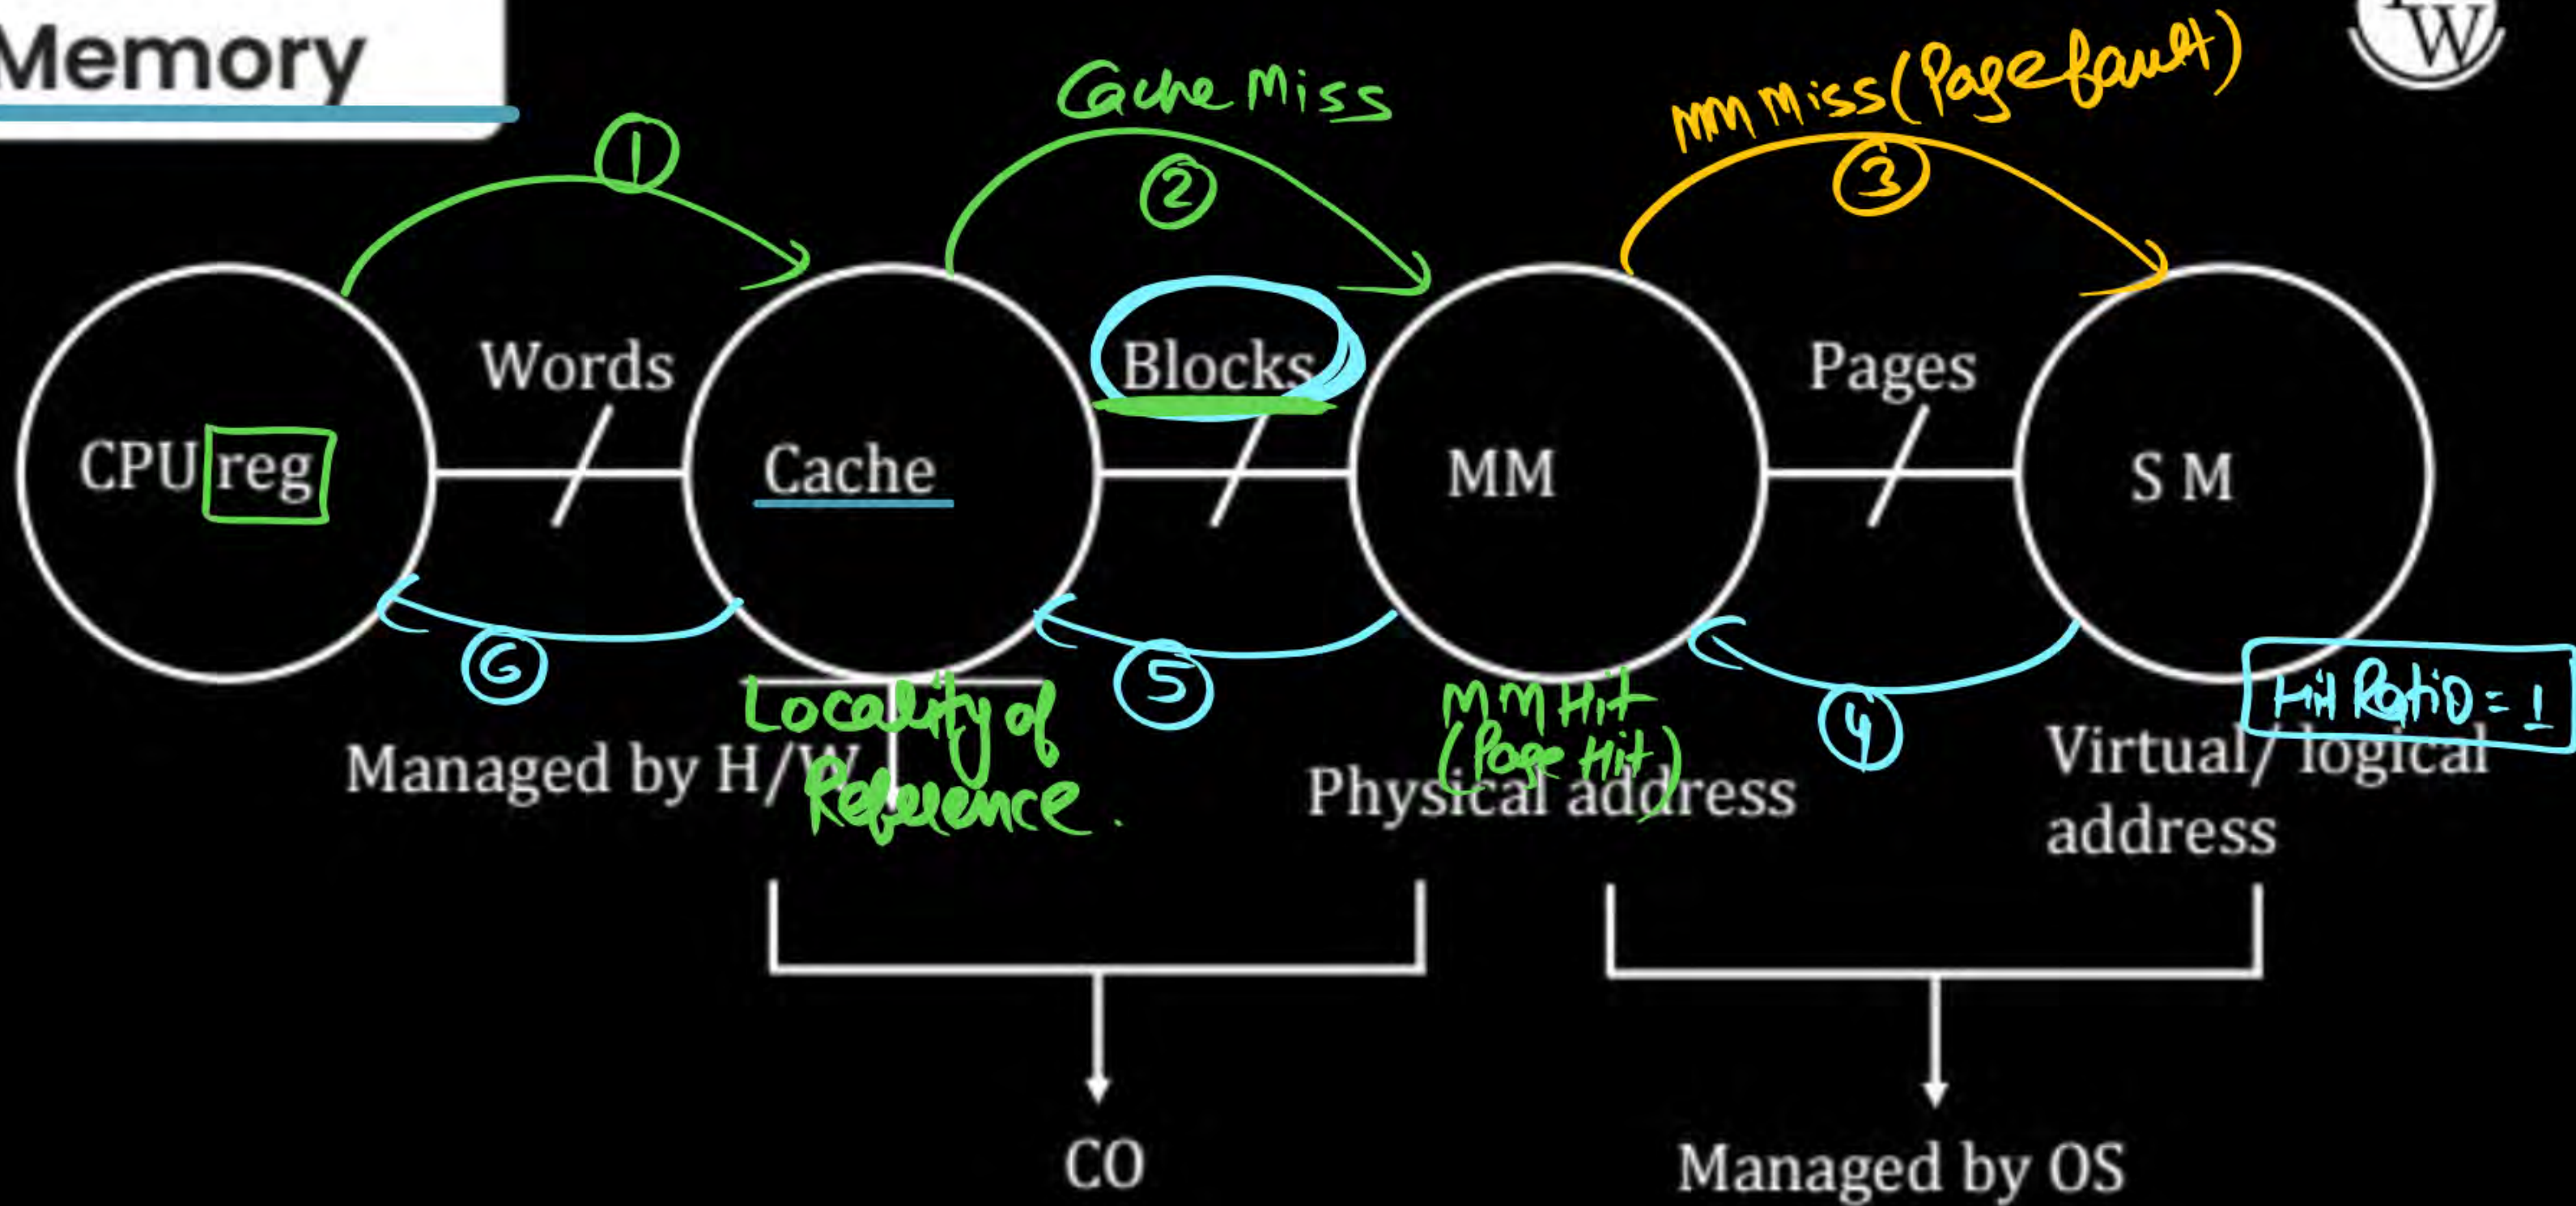 Memory
W
Cache Miss
MM Miss (Page fault)
1
2
3
Words
Blocks
Pages
CPU reg
Cache
MM
S M
6
5
4
Locality of
Reference.
MM Hit
(Page Hit)
Hit Ratio = 1
Managed by H/W
Physical address
Virtual/ logical
address
CO
Managed by OS